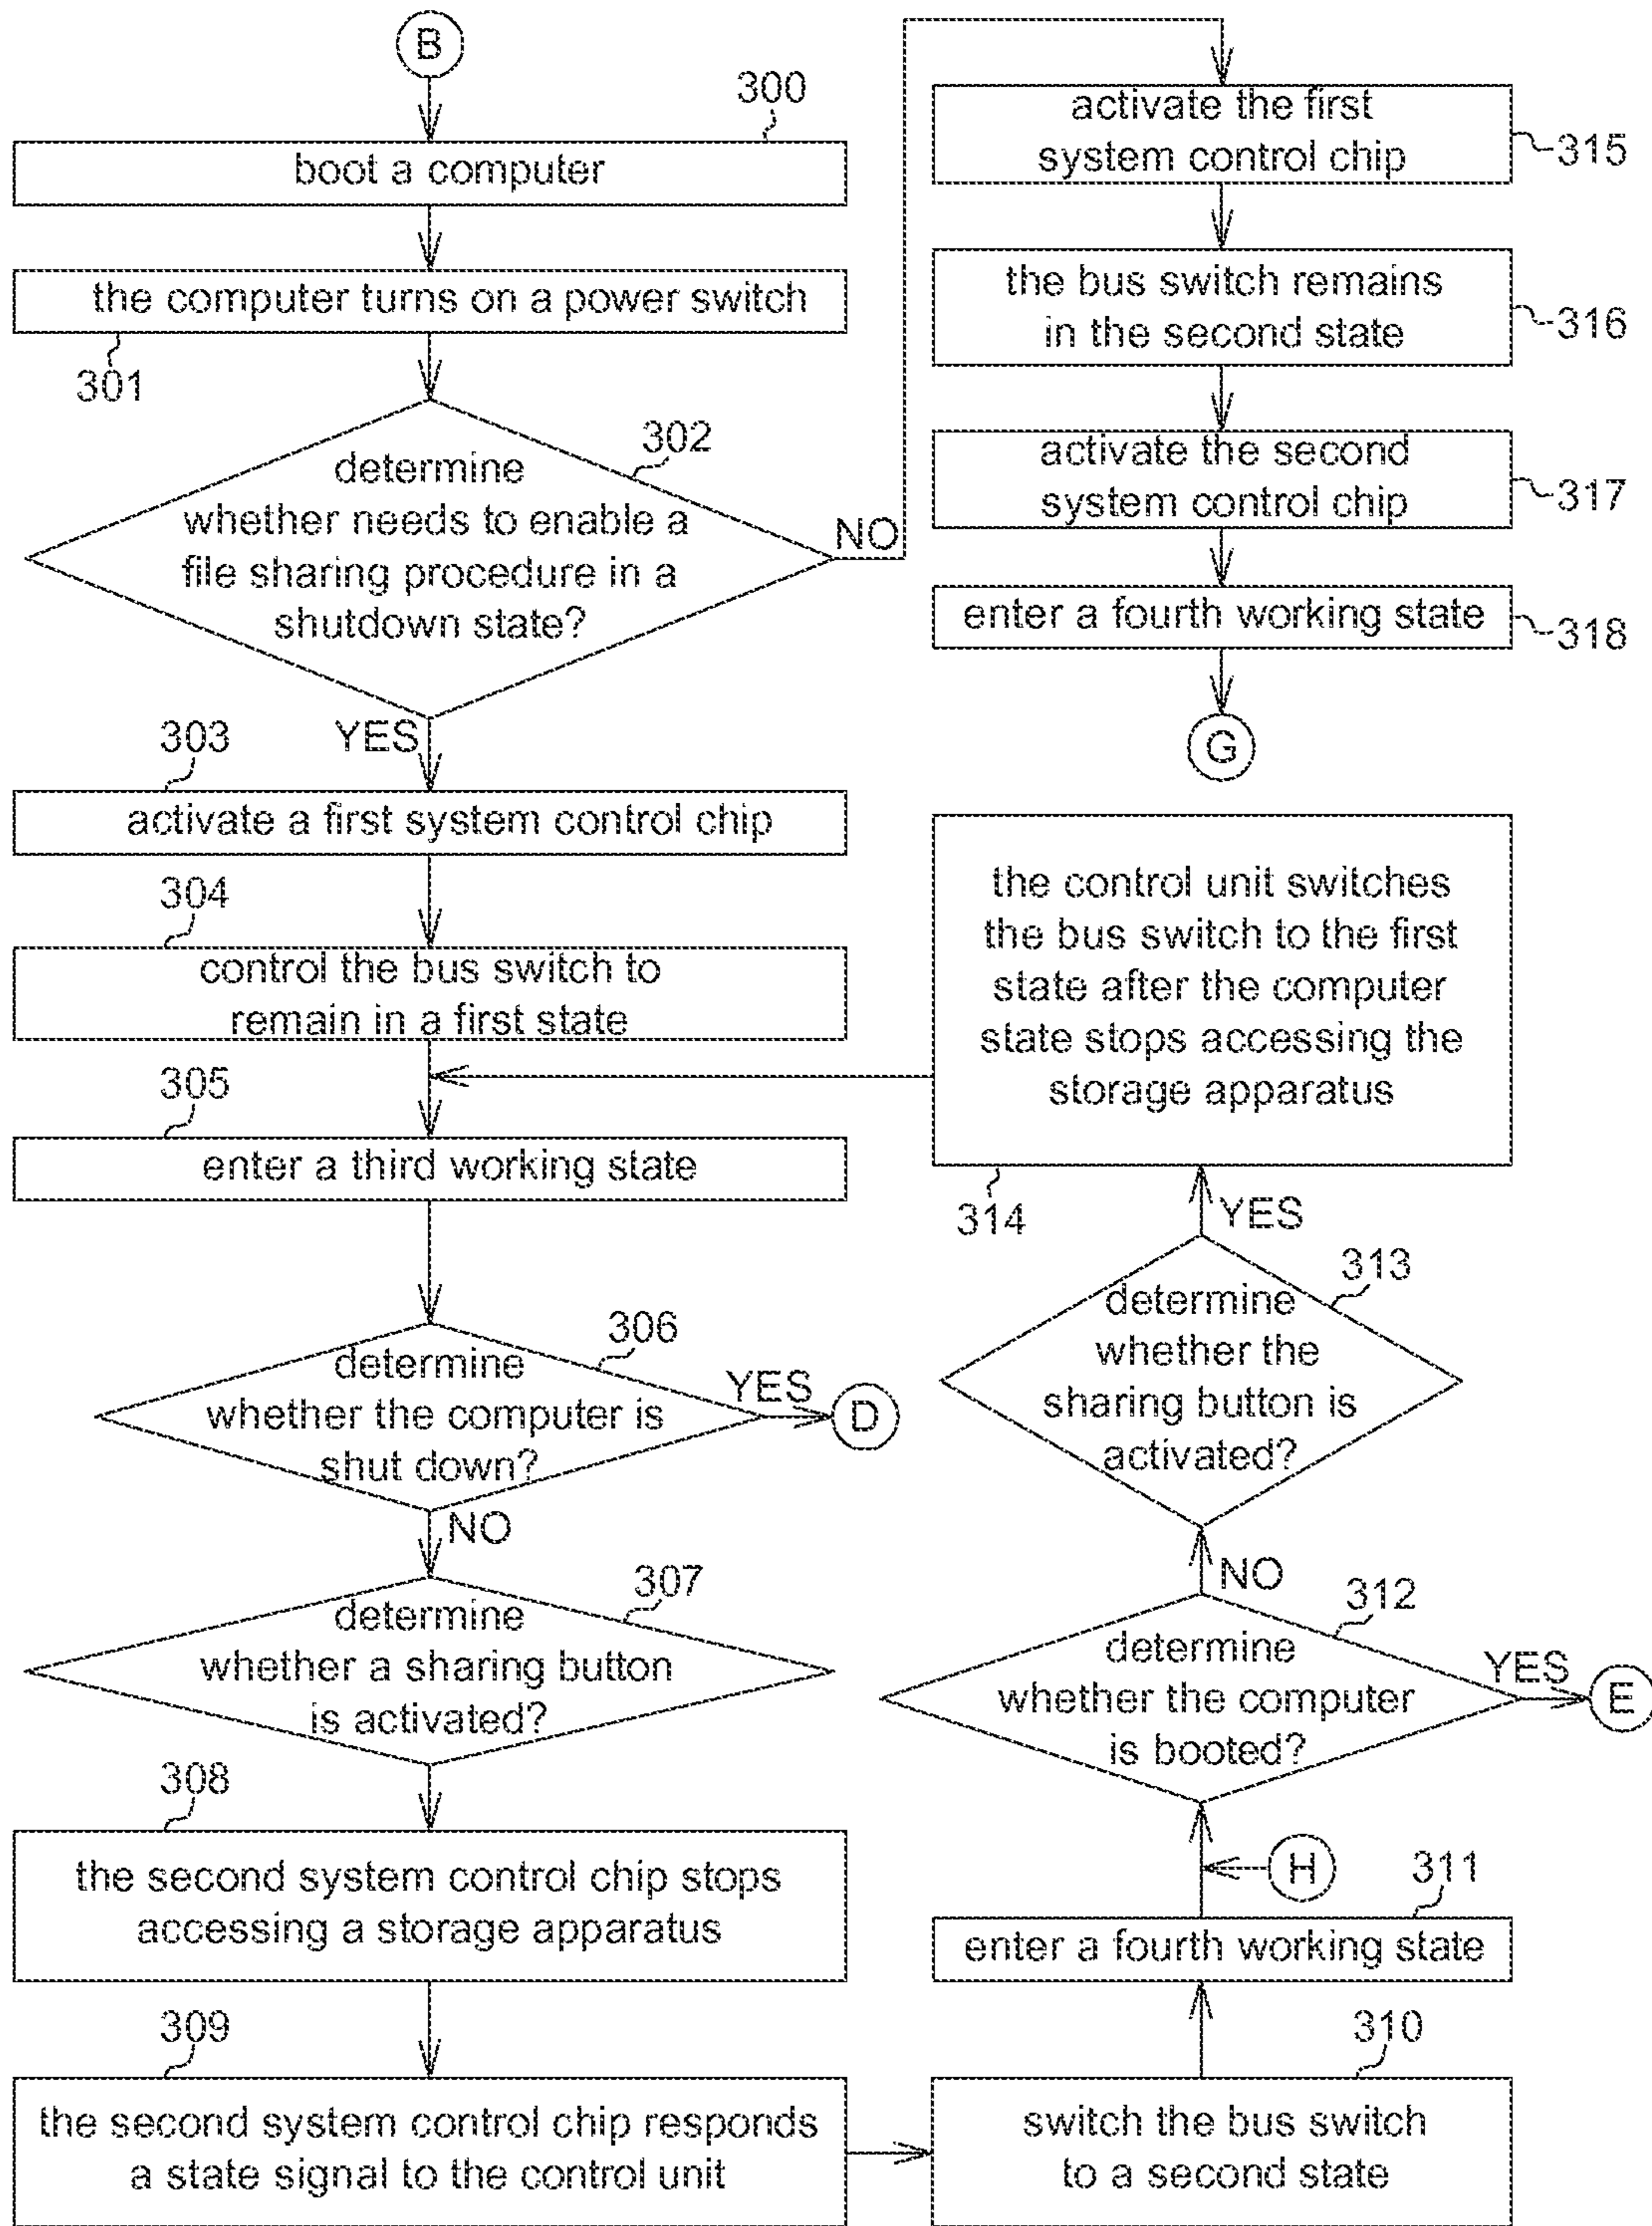 B
300
boot a computer
the computer turns on a power switch
301
302
determine
whether needs to enable a
file sharing procedure in a
shutdown state?
NO
YES
303
activate a first system control chip
304
control the bus switch to
remain in a first state
305
enter a third working state
306
determine
whether the computer is
shut down?
YES
D
NO
307
determine
whether a sharing button
is activated?
308
the second system control chip stops
accessing a storage apparatus
309
the second system control chip responds
a state signal to the control unit
310
switch the bus switch
to a second state
311
enter a fourth working state
H
312
determine
whether the computer
is booted?
YES
E
NO
313
determine
whether the
sharing button is
activated?
YES
314
the control unit switches
the bus switch to the first
state after the computer
state stops accessing the
storage apparatus
activate the first
system control chip
315
the bus switch remains
in the second state
316
activate the second
system control chip
317
enter a fourth working state
318
G